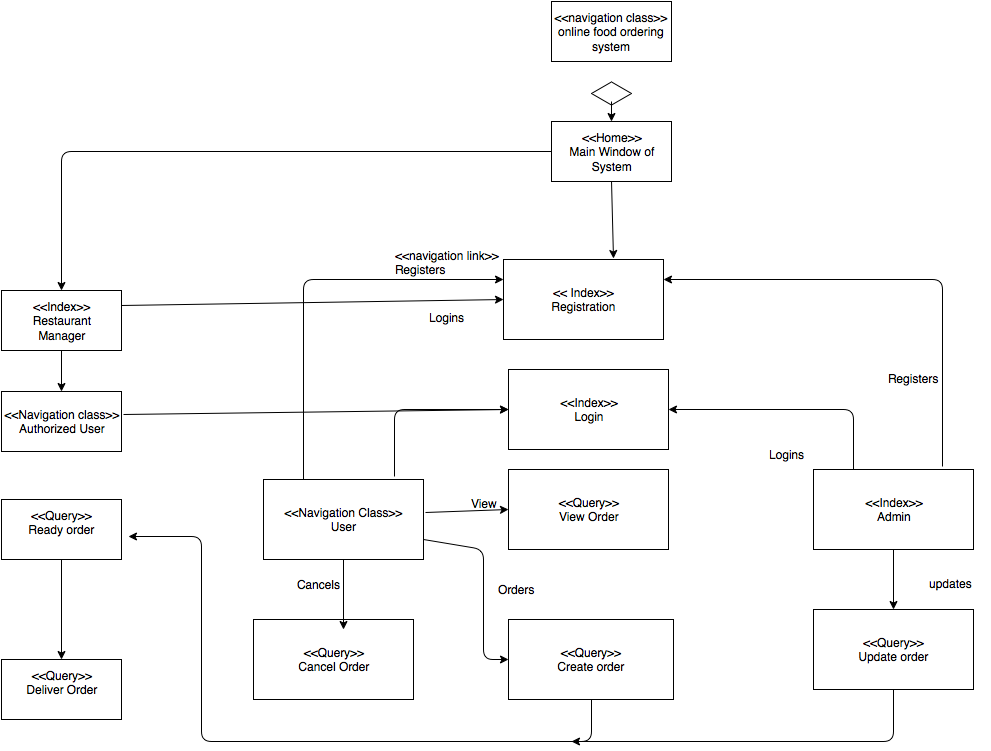 <<navigation class>>
online food ordering
system
<<Home>>
Main Window of
System
<<navigation link>>
Registers
<< Index>>
Registration
<<Index>>
Restaurant
Manager
Logins
Registers
<<Navigation class>>
Authorized User
<<Index>>
Login
Logins
<<Query>>
Ready order
<<Navigation Class>>
User
View
<<Query>>
View Order
<<Index>>
Admin
Cancels
Orders
updates
<<Query>>
Deliver Order
<<Query>>
Cancel Order
<<Query>>
Create order
<<Query>>
Update order